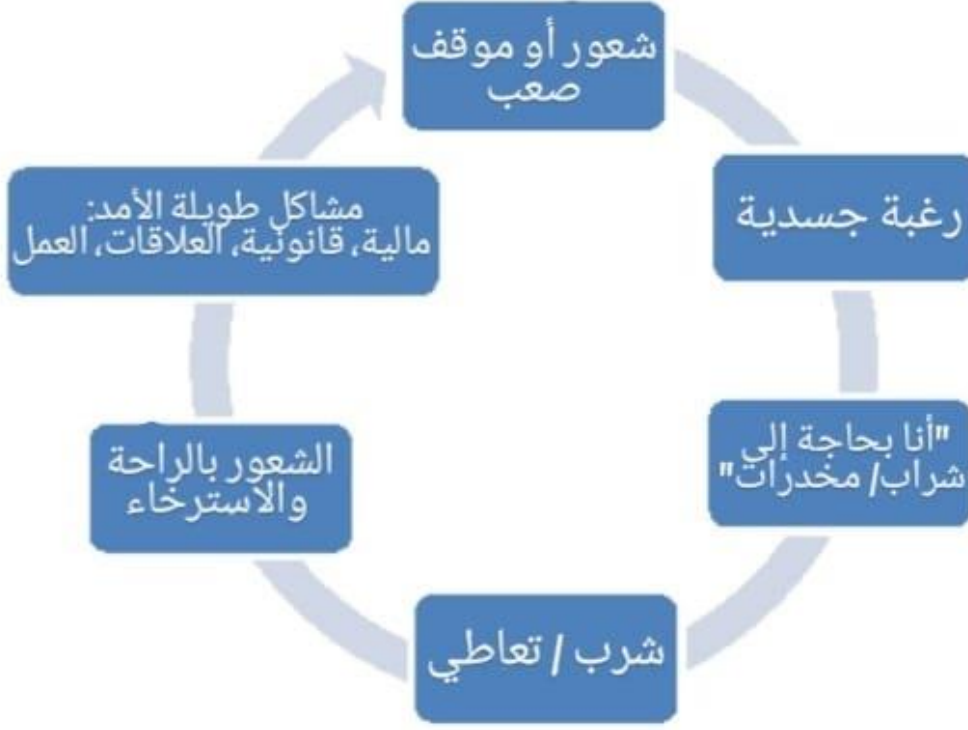 شعور أو موقف
صعب
رغبة جسدية
"أنا بحاجة إلى
شراب/ مخدرات"
شرب / تعاطي
الشعور بالراحة
والاسترخاء
مشاكل طويلة الأمد:
مالية، قانونية، العلاقات، العمل